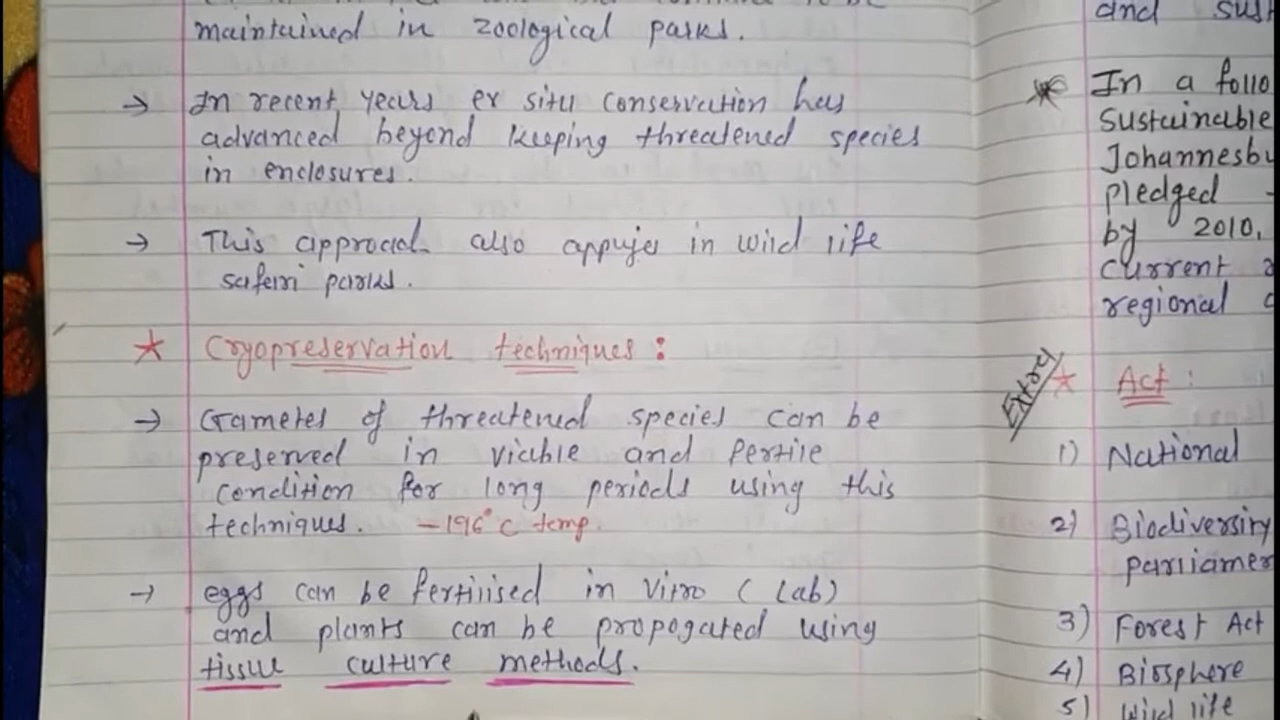 maintained in zoological parks.
→ In recent years ex situ conservation has
advanced beyond keeping threatened species
in enclosures.
→ This approach also applies in wild life
safari parks.
★ Cryopreservation techniques:
→ Gametes of threatened species can be
preserved in viable and fertile
condition for long periods using this
techniques. -196°C temp.
→ eggs can be fertilised in vitro (Lab)
and plants can be propogated using
tissue culture methods.
and
In a follo
Sustainable
Johannesbu
pledged
by 2010,
current
regional
Extra
★ Act:
1) National
2) Biodiversity
parliamen
3) Forest Act
4) Biosphere
5) Wild life